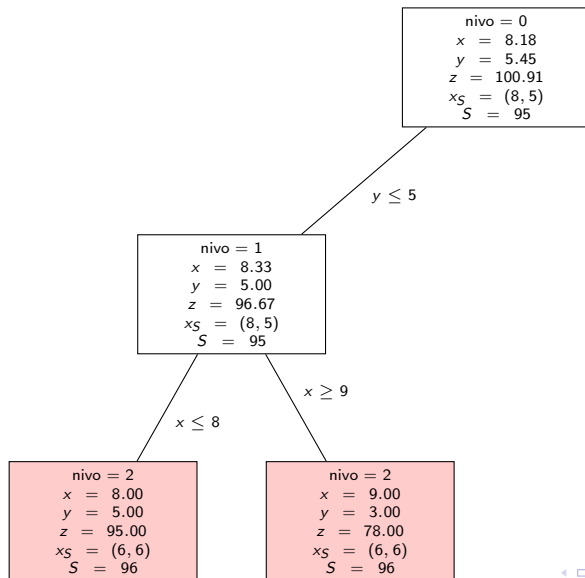 nivo = 0
x = 8.18
y = 5.45
z = 100.91
x_S = (8, 5)
S = 95
y ≤ 5
nivo = 1
x = 8.33
y = 5.00
z = 96.67
x_S = (8, 5)
S = 95
x ≤ 8
x ≥ 9
nivo = 2
x = 8.00
y = 5.00
z = 95.00
x_S = (6, 6)
S = 96
nivo = 2
x = 9.00
y = 3.00
z = 78.00
x_S = (6, 6)
S = 96